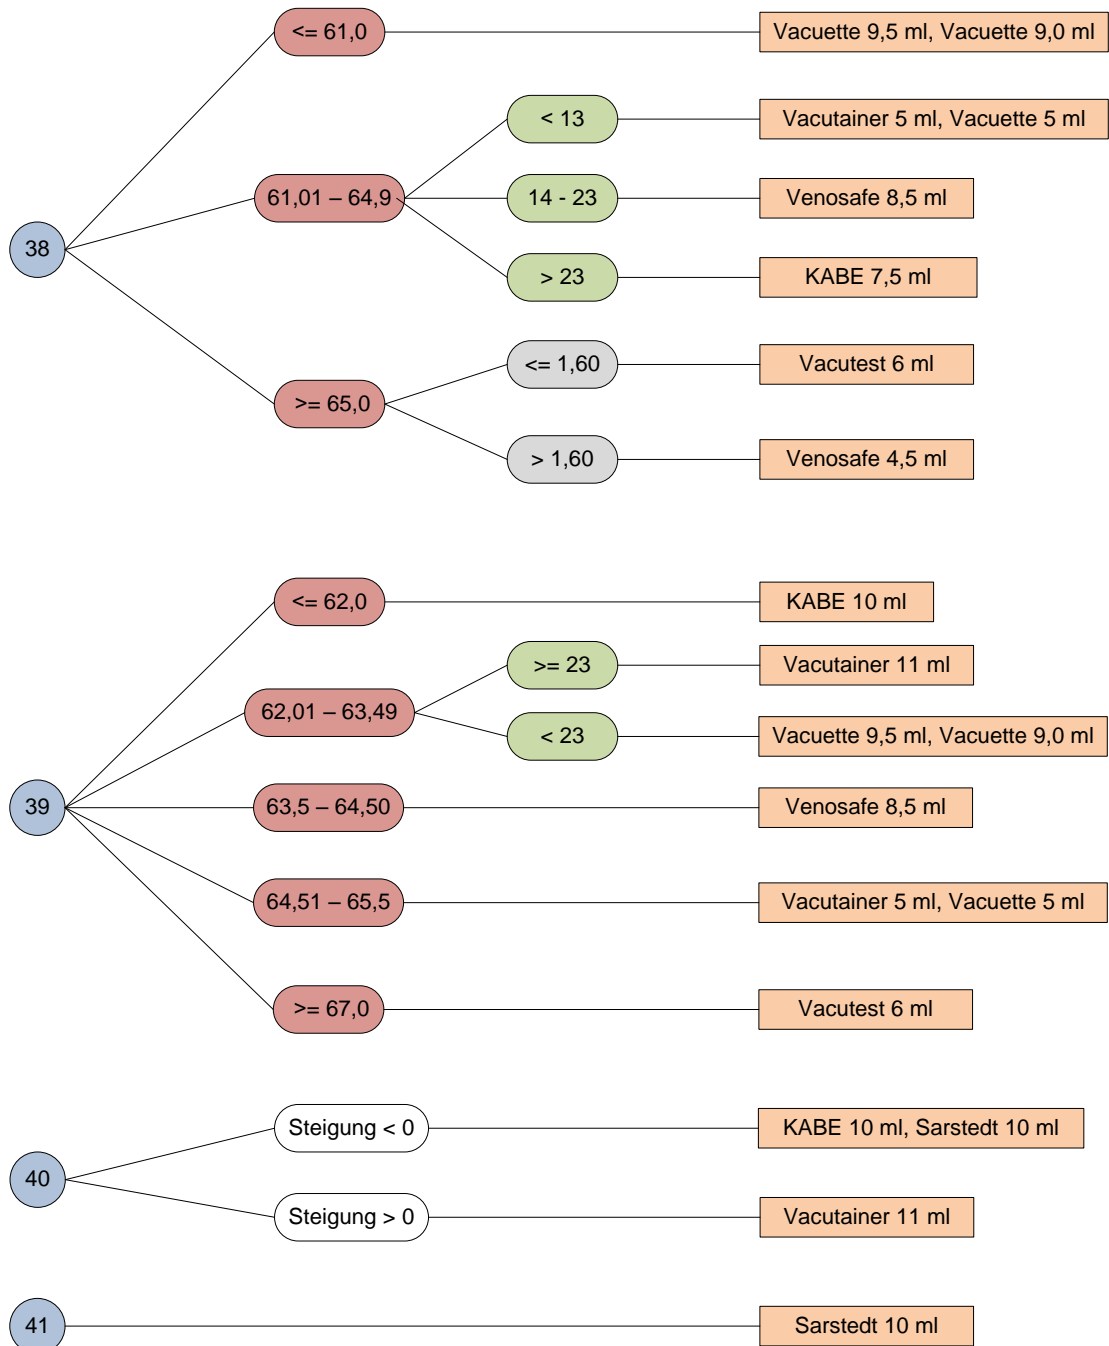 <= 61,0
Vacuette 9,5 ml, Vacuette 9,0 ml
< 13
Vacutainer 5 ml, Vacuette 5 ml
61,01 – 64,9
14 - 23
Venosafe 8,5 ml
38
> 23
KABE 7,5 ml
<= 1,60
Vacutest 6 ml
>= 65,0
> 1,60
Venosafe 4,5 ml
<= 62,0
KABE 10 ml
>= 23
Vacutainer 11 ml
62,01 – 63,49
< 23
Vacuette 9,5 ml, Vacuette 9,0 ml
39
63,5 – 64,50
Venosafe 8,5 ml
64,51 – 65,5
Vacutainer 5 ml, Vacuette 5 ml
>= 67,0
Vacutest 6 ml
Steigung < 0
KABE 10 ml, Sarstedt 10 ml
40
Steigung > 0
Vacutainer 11 ml
41
Sarstedt 10 ml